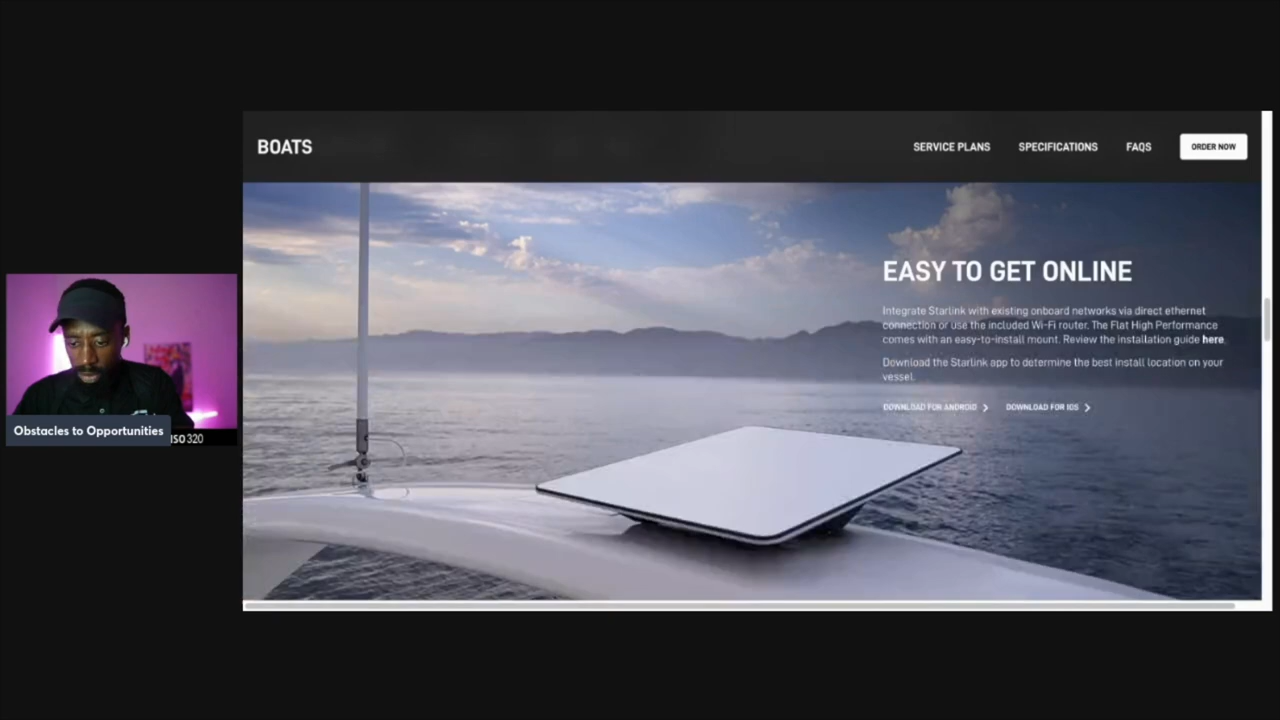 BOATS
SERVICE PLANS
SPECIFICATIONS
FAQS
ORDER NOW
EASY TO GET ONLINE
Integrate Starlink with existing onboard networks via direct ethernet
connection or use the included Wi-Fi router. The Flat High Performance
comes with an easy-to-install mount. Review the installation guide here.
Download the Starlink app to determine the best install location on your
vessel.
DOWNLOAD FOR ANDROID
DOWNLOAD FOR IOS
Obstacles to Opportunities
ISO 320